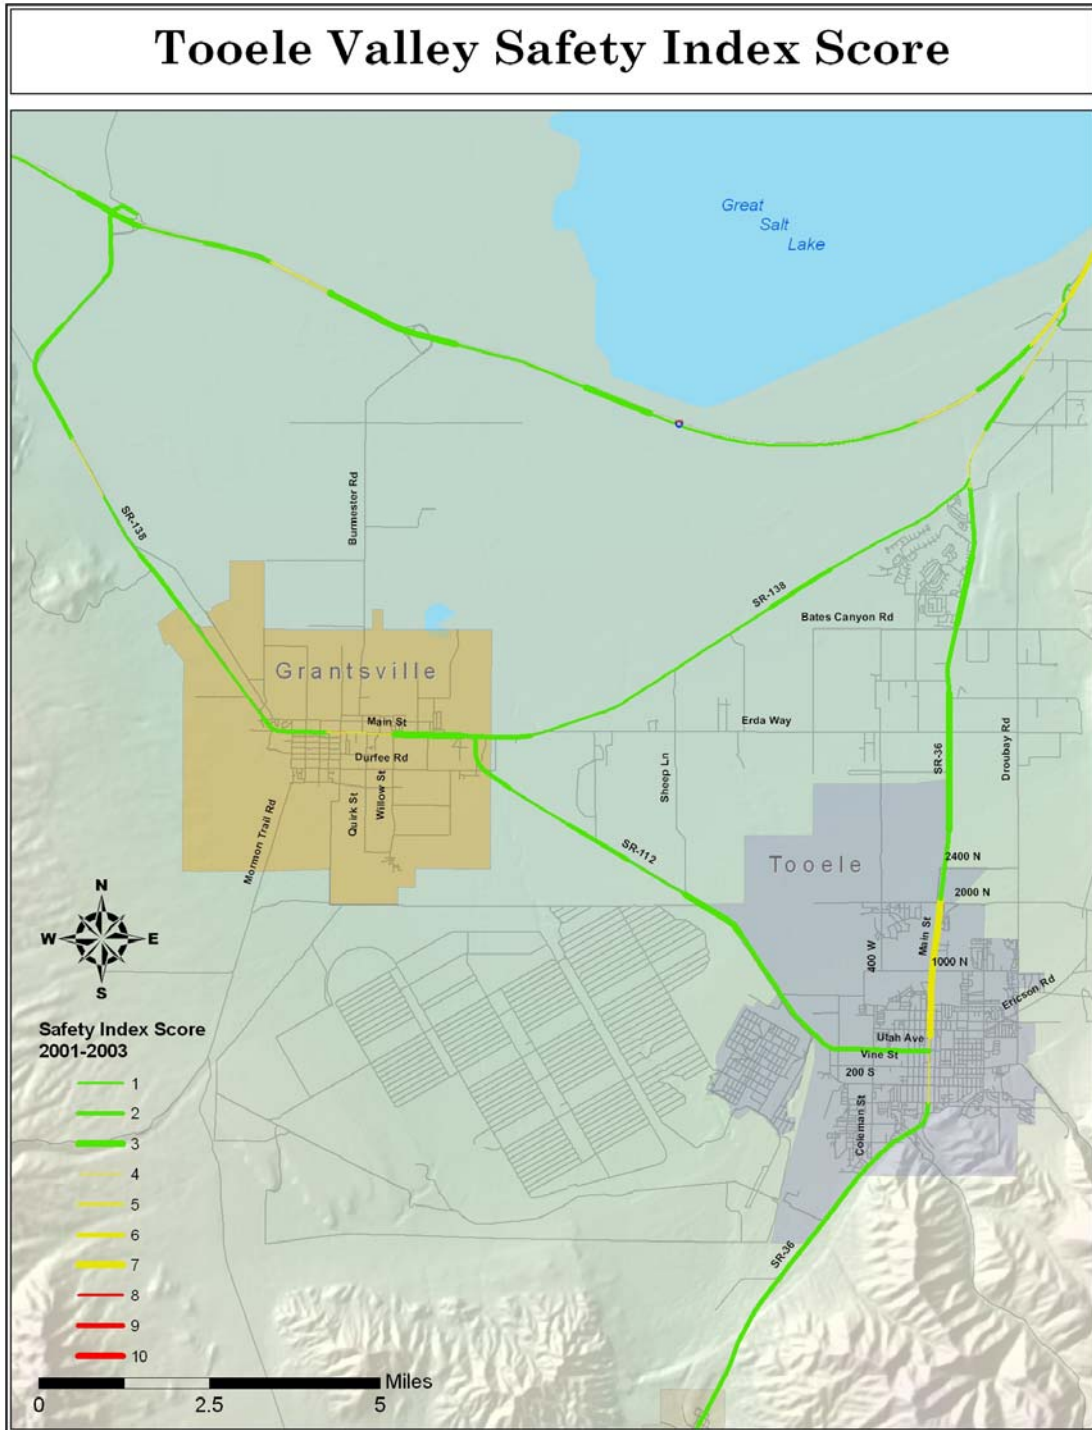 Tooele Valley Safety Index Score
Great
Salt
Lake
Burmester Rd
SR-138
SR-138
Bates Canyon Rd
Grantsville
Main St
Erda Way
Durfee Rd
Sheep Ln
SR-36
Droubay Rd
Quirk St
Willow St
Mormon Trail Rd
SR-112
2400 N
Tooele
2000 N
Main St
400 W
1000 N
Ericson Rd
Utah Ave
Vine St
200 S
Coleman St
SR-36
N
W
E
S
Safety Index Score
2001-2003
1
2
3
4
5
6
7
8
9
10
Miles
0
2.5
5